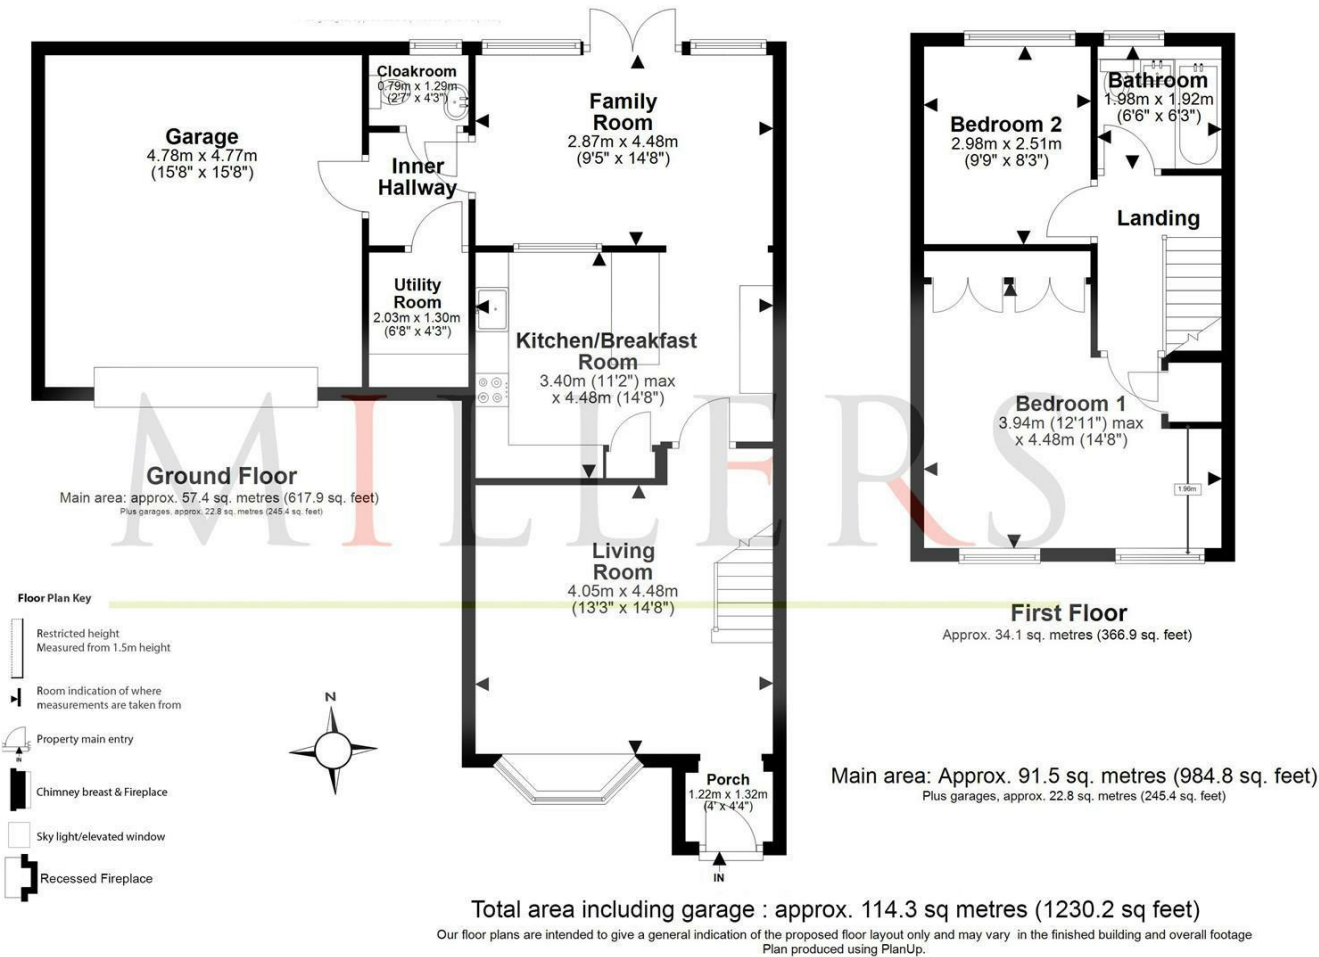 Cloakroom
0.79m x 1.29m
(2'7" x 4'3")
Garage
4.78m x 4.77m
(15'8" x 15'8")
Family
Room
2.87m x 4.48m
(9'5" x 14'8")
Inner
Hallway
Utility
Room
2.03m x 1.30m
(6'8" x 4'3")
Kitchen/Breakfast
Room
3.40m (11'2") max
x 4.48m (14'8")
Bedroom 2
2.98m x 2.51m
(9'9" x 8'3")
Bathroom
1.98m x 1.92m
(6'6" x 6'3")
Landing
Bedroom 1
3.94m (12'11") max
x 4.48m (14'8")
1.96m
MILLERS
Ground Floor
Main area: approx. 57.4 sq. metres (617.9 sq. feet)
Plus garages, approx. 22.8 sq. metres (245.4 sq. feet)
Living
Room
4.05m x 4.48m
(13'3" x 14'8")
First Floor
Approx. 34.1 sq. metres (366.9 sq. feet)
Floor Plan Key
Restricted height
Measured from 1.5m height
Room indication of where
measurements are taken from
Property main entry
IN
Chimney breast & Fireplace
Sky light/elevated window
Recessed Fireplace
N
Porch
1.22m x 1.32m
(4' x 4'4")
IN
Main area: Approx. 91.5 sq. metres (984.8 sq. feet)
Plus garages, approx. 22.8 sq. metres (245.4 sq. feet)
Total area including garage : approx. 114.3 sq metres (1230.2 sq feet)
Our floor plans are intended to give a general indication of the proposed floor layout only and may vary in the finished building and overall footage
Plan produced using PlanUp.